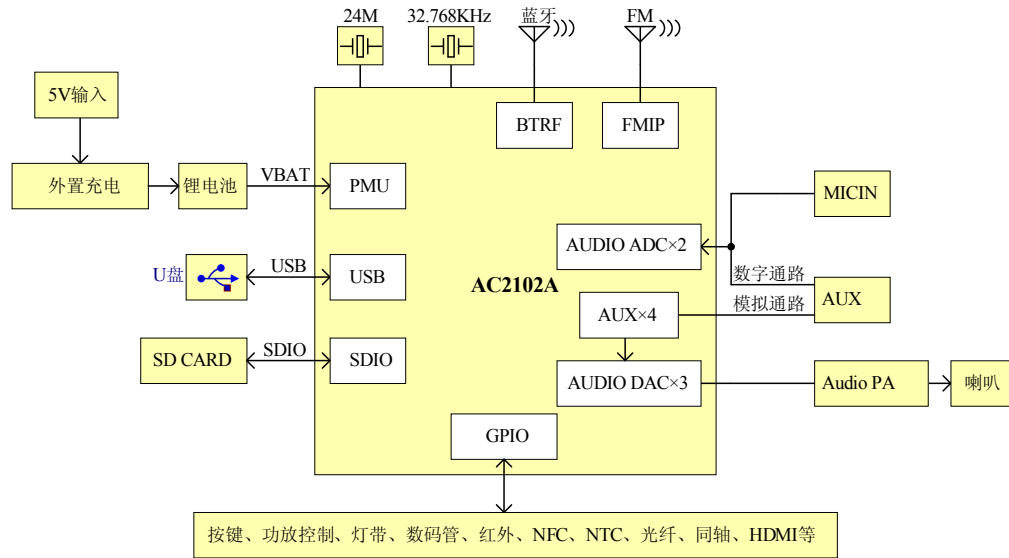 24M
32.768KHz
蓝牙
FM
5V输入
BTRF
FMIP
外置充电
锂电池
VBAT
PMU
MICIN
AUDIO ADC×2
数字通路
U盘
USB
USB
AC2102A
AUX
AUX×4
模拟通路
SD CARD
SDIO
SDIO
AUDIO DAC×3
Audio PA
喇叭
GPIO
按键、功放控制、灯带、数码管、红外、NFC、NTC、光纤、同轴、HDMI等